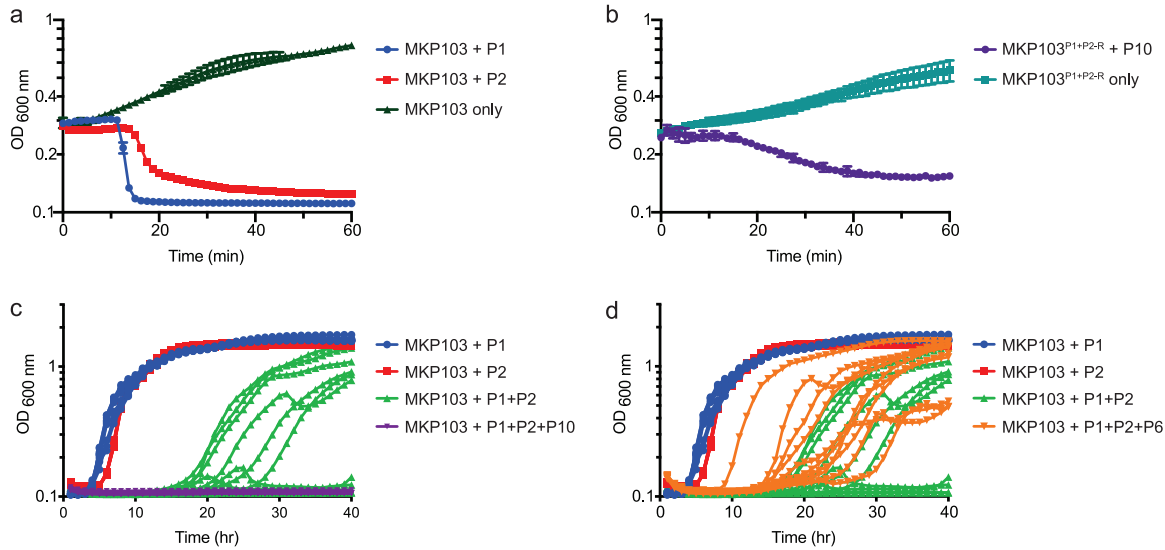 a
1
0.4
0.2
0.1
OD 600 nm
0
20
40
60
Time (min)
MKP103 + P1
MKP103 + P2
MKP103 only
b
1
0.4
0.2
0.1
OD 600 nm
0
20
40
60
Time (min)
MKP103P1+P2-R + P10
MKP103P1+P2-R only
c
1
0.1
OD 600 nm
0
10
20
30
40
Time (hr)
MKP103 + P1
MKP103 + P2
MKP103 + P1+P2
MKP103 + P1+P2+P10
d
1
0.1
OD 600 nm
0
10
20
30
40
Time (hr)
MKP103 + P1
MKP103 + P2
MKP103 + P1+P2
MKP103 + P1+P2+P6